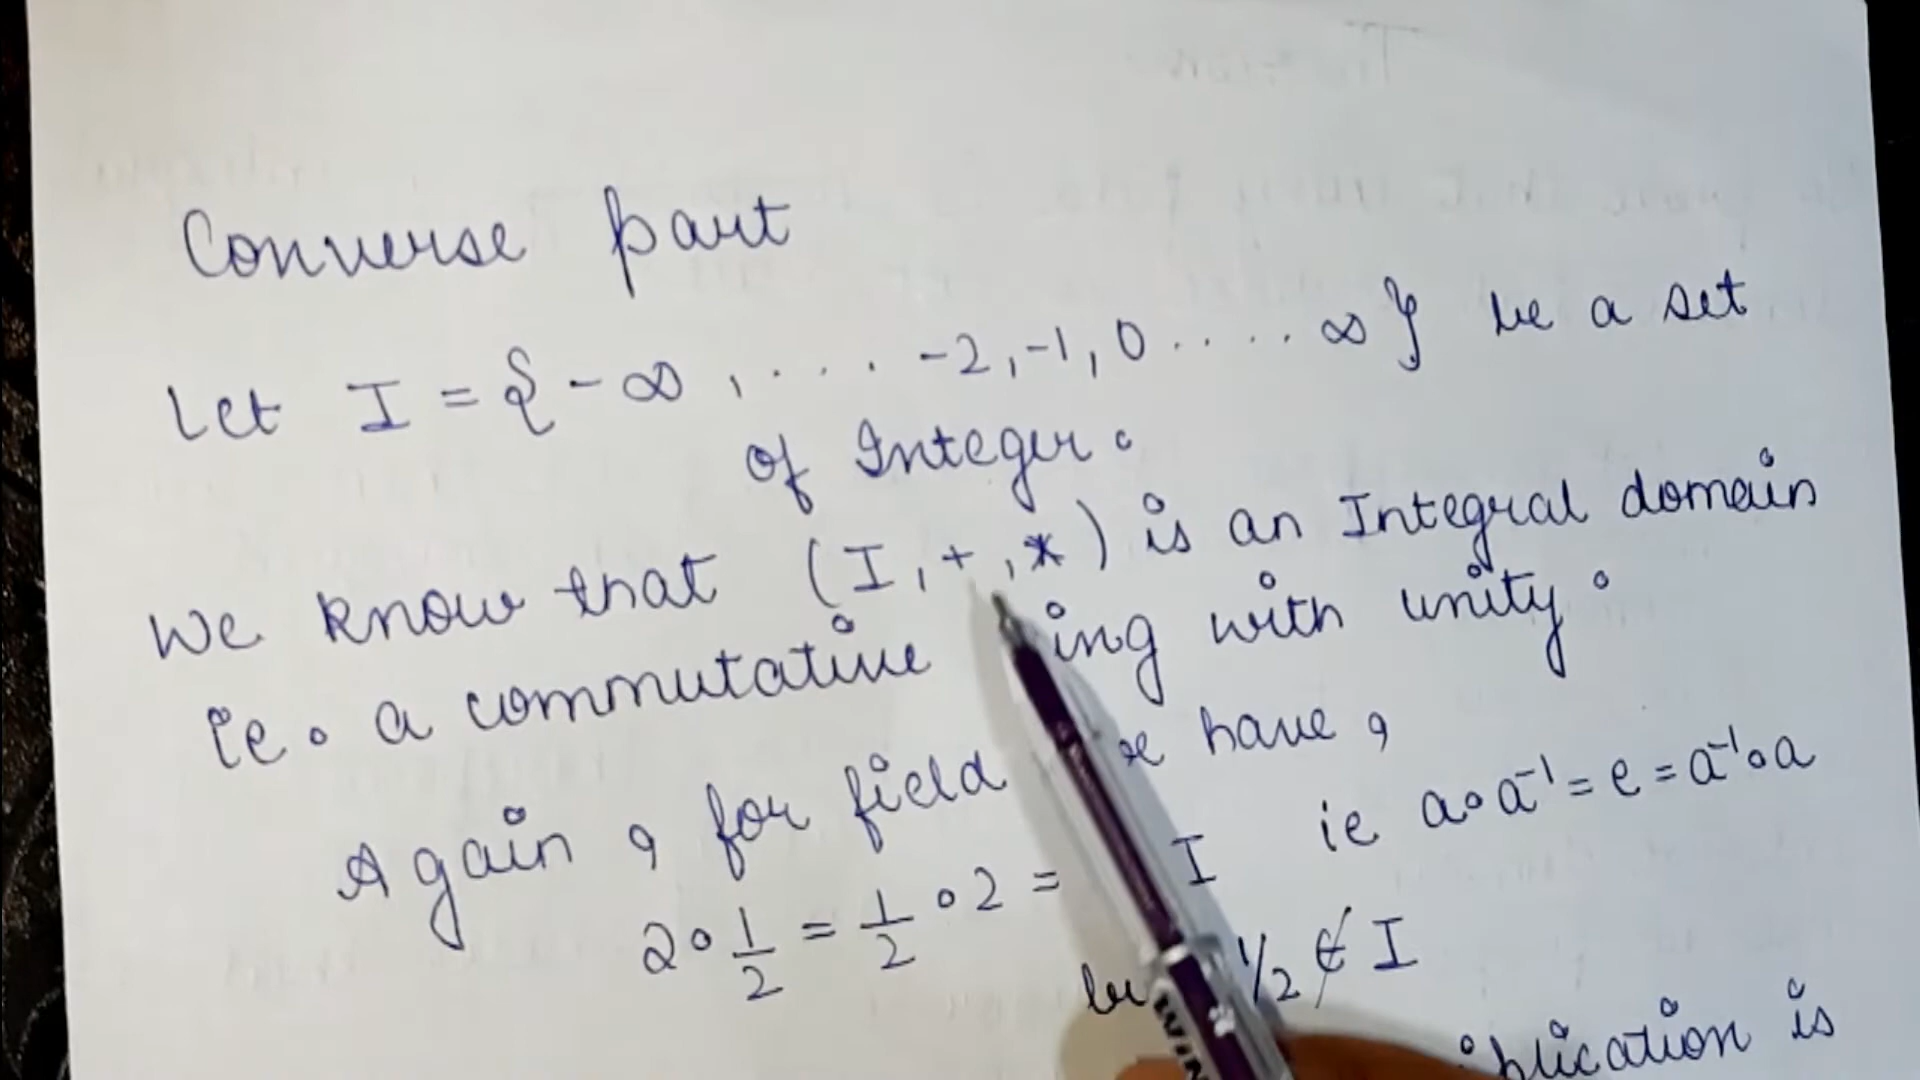 Converse part
Let I = {-∞, .... -2, -1, 0 ..... ∞} be a set
of Integer.
We know that (I, +, *) is an Integral domain
ie. a commutative ing with unity.
Again, for field have,
2∘1/2 = 1/2∘2 = I ie a∘a⁻¹ = e = a⁻¹∘a
1/2 ∉ I
is
WIN